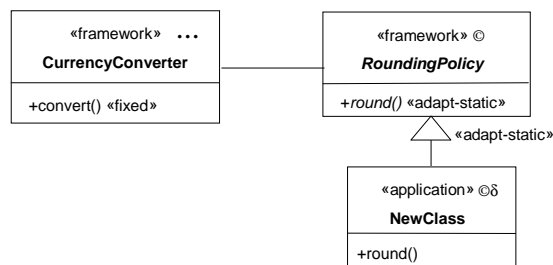 «framework» ...
CurrencyConverter
+convert() «fixed»
«framework» ©
RoundingPolicy
+round() «adapt-static»
«adapt-static»
«application» ©δ
NewClass
+round()